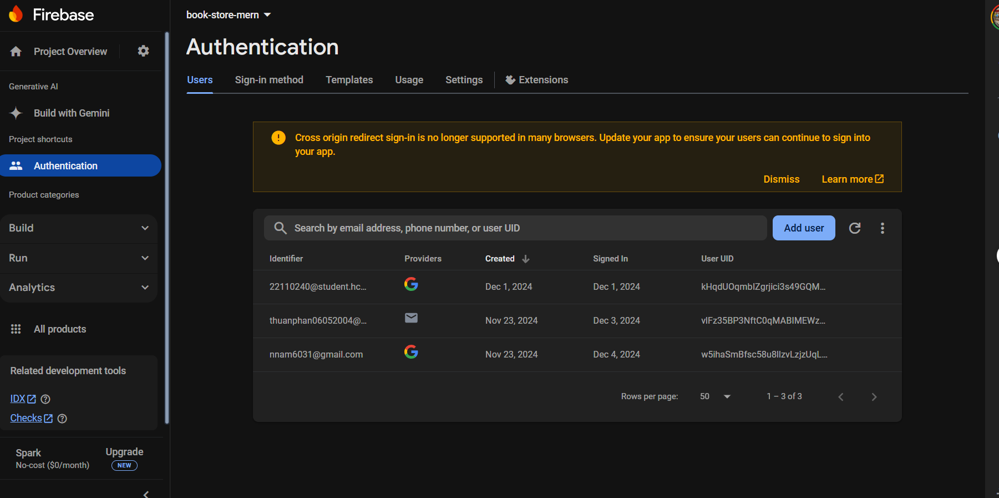 Firebase
Project Overview
Generative AI
Build with Gemini
Project shortcuts
Authentication
Product categories
Build
Run
Analytics
All products
Related development tools
IDX
Checks
Spark
No-cost ($0/month)
Upgrade
NEW
book-store-mern
Authentication
Users Sign-in method Templates Usage Settings Extensions
Cross origin redirect sign-in is no longer supported in many browsers. Update your app to ensure your users can continue to sign into
your app.
Dismiss Learn more
Search by email address, phone number, or user UID
Add user
Identifier Providers Created Signed In User UID
22110240@student.hc... Dec 1, 2024 Dec 1, 2024
thuanphan06052004@... Nov 23, 2024 Dec 3, 2024
nnam6031@gmail.com Nov 23, 2024 Dec 4, 2024
Rows per page: 50 1 – 3 of 3